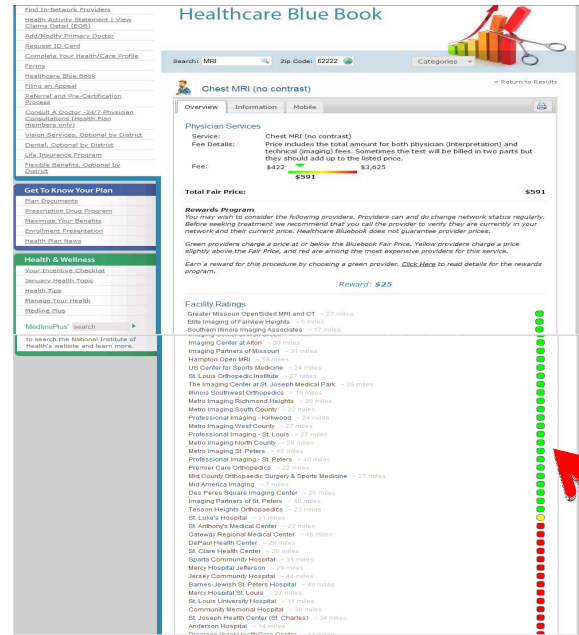 Find In-Network Providers
Health Activity Statement | View
Claims Detail (EOB)
Add/Modify Primary Doctor
Request ID Card
Complete Your Health/Care Profile
Forms
Healthcare Blue Book
Filing an Appeal
Referral and Pre-Certification
Process
Consult A Doctor -24/7 Physician
Consultations (Health Plan
members only)
Vision Services, Optional by District
Dental, Optional by District
Life Insurance Program
Flexible Benefits, Optional by
District
Get To Know Your Plan
Plan Documents
Prescription Drug Program
Maximize Your Benefits
Enrollment Presentation
Health Plan News
Health & Wellness
Your Incentive Checklist
January Health Topic
Health Tips
Manage Your Health
Medline Plus
MedlinePlus' search
to search the National Institute of
Health's website and learn more.
Healthcare Blue Book
Search: MRI Zip Code: 62222 Categories
« Return to Results
Chest MRI (no contrast)
Overview Information Mobile
Physician Services
Service: Chest MRI (no contrast)
Fee Details: Price includes the total amount for both physician (interpretation) and
technical (imaging) fees. Sometimes the test will be billed in two parts but
they should add up to the listed price.
Fee: $422 $3,625
$591
Total Fair Price: $591
Rewards Program
You may wish to consider the following providers. Providers can and do change network status regularly.
Before seeking treatment we recommend that you call the provider to verify they are currently in your
network and their current price. Healthcare Bluebook does not guarantee provider prices.
Green providers charge a price at or below the Bluebook Fair Price, Yellow providers charge a price
slightly above the Fair Price, and red are among the most expensive providers for this service.
Earn a reward for this procedure by choosing a green provider. Click Here to read details for the rewards
program.
Reward: $25
Facility Ratings
Greater Missouri OpenSided MRI and CT ~ 27 miles
Elite Imaging of Fairview Heights ~ 5 miles
Southern Illinois Imaging Associates ~ 17 miles
Imaging Center at Alton ~ 30 miles
Imaging Partners of Missouri ~ 31 miles
Hampton Open MRI ~ 18 miles
US Center for Sports Medicine ~ 24 miles
St. Louis Orthopedic Institute ~ 27 miles
The Imaging Center at St. Joseph Medical Park ~ 39 miles
Illinois Southwest Orthopedics ~ 16 miles
Metro Imaging Richmond Heights ~ 20 miles
Metro Imaging South County ~ 22 miles
Professional Imaging - Kirkwood ~ 24 miles
Metro Imaging West County ~ 27 miles
Professional Imaging - St. Louis ~ 27 miles
Metro Imaging North County ~ 28 miles
Metro Imaging St. Peters ~ 40 miles
Professional Imaging - St. Peters ~ 40 miles
Premier Care Orthopedics ~ 22 miles
Mid County Orthopaedic Surgery & Sports Medicine ~ 27 miles
Mid America Imaging ~ 7 miles
Des Peres Square Imaging Center ~ 26 miles
Imaging Partners of St. Peters ~ 40 miles
Tesson Heights Orthopaedics ~ 22 miles
St. Luke's Hospital ~ 31 miles
St. Anthony's Medical Center ~ 22 miles
Gateway Regional Medical Center ~ 16 miles
DePaul Health Center ~ 29 miles
St. Clare Health Center ~ 26 miles
Sparta Community Hospital ~ 31 miles
Mercy Hospital Jefferson ~ 29 miles
Jersey Community Hospital ~ 44 miles
Barnes-Jewish St. Peters Hospital ~ 40 miles
Mercy Hospital St. Louis ~ 27 miles
St. Louis University Hospital ~ 17 miles
Community Memorial Hospital ~ 36 miles
St. Joseph Health Center (St. Charles) ~ 34 miles
Anderson Hospital ~ 14 miles